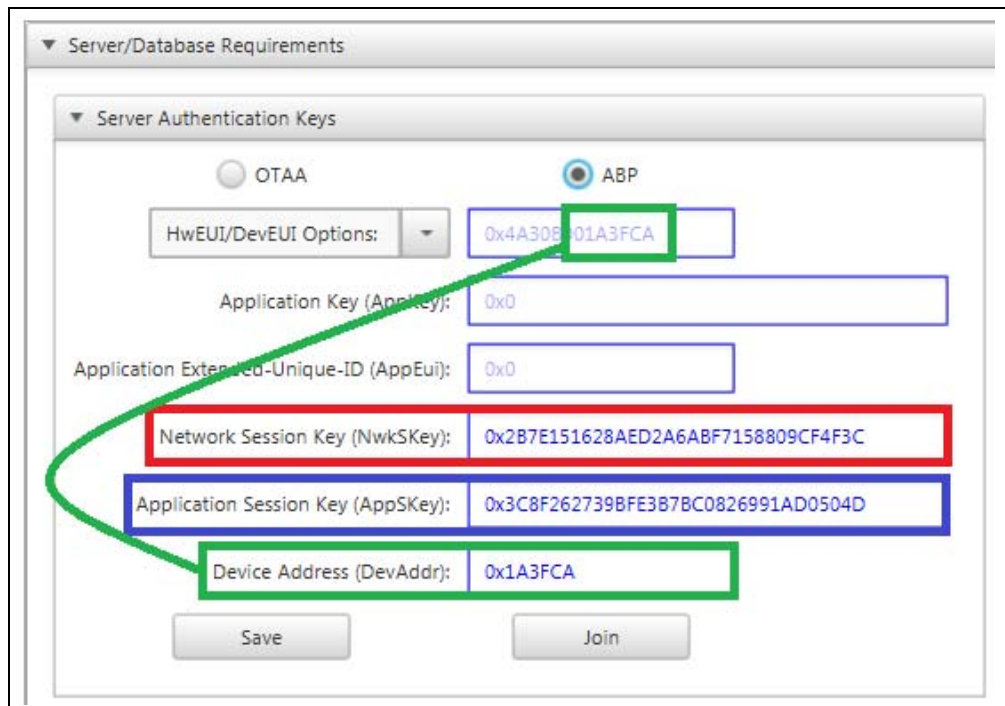 Server/Database Requirements
Server Authentication Keys
OTAA ABP
HwEUI/DevEUI Options: 01A3FCA
Application Key (AppKey): 0x0
Application Extended-Unique-ID (AppEui): 0x0
Network Session Key (NwkSKey): 0x2B7E151628AED2A6ABF7158809CF4F3C
Application Session Key (AppSKey): 0x3C8F262739BFE3B7BC0826991AD0504D
Device Address (DevAddr): 0x1A3FCA
Save Join